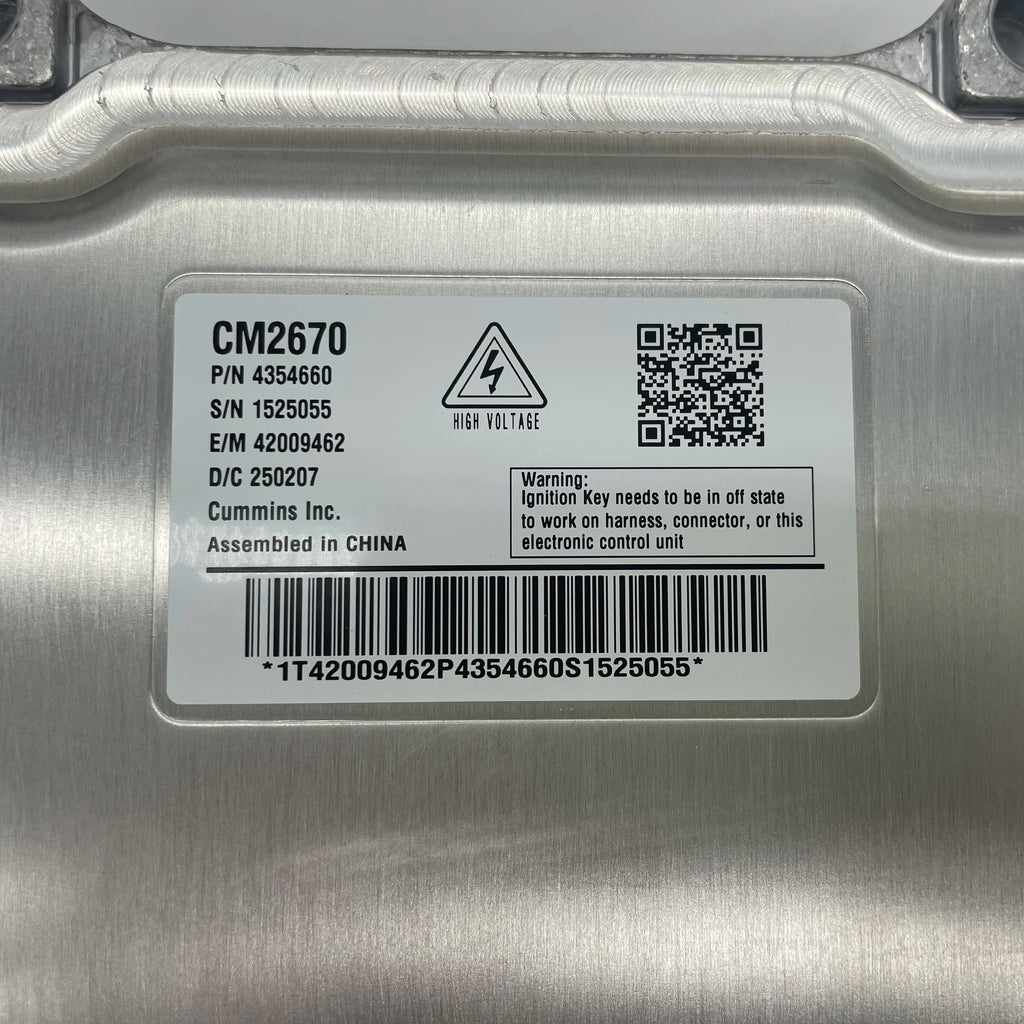 CM2670
P/N 4354660
S/N 1525055
E/M 42009462
D/C 250207
Cummins Inc.
Assembled in CHINA
HIGH VOLTAGE
Warning:
Ignition Key needs to be in off state
to work on harness, connector, or this
electronic control unit
*1T42009462P4354660S1525055*